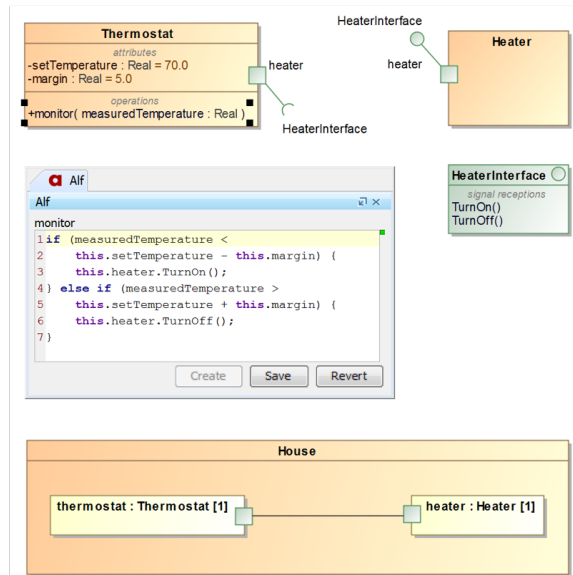 Thermostat
attributes
-setTemperature : Real = 70.0
-margin : Real = 5.0
operations
+monitor( measuredTemperature : Real )
heater
HeaterInterface
HeaterInterface
heater
Heater
HeaterInterface
signal receptions
TurnOn()
TurnOff()
a Alf
Alf
monitor
1 if (measuredTemperature <
2 this.setTemperature - this.margin) {
3 this.heater.TurnOn();
4 } else if (measuredTemperature >
5 this.setTemperature + this.margin) {
6 this.heater.TurnOff();
7 }
Create Save Revert
House
thermostat : Thermostat [1]
heater : Heater [1]